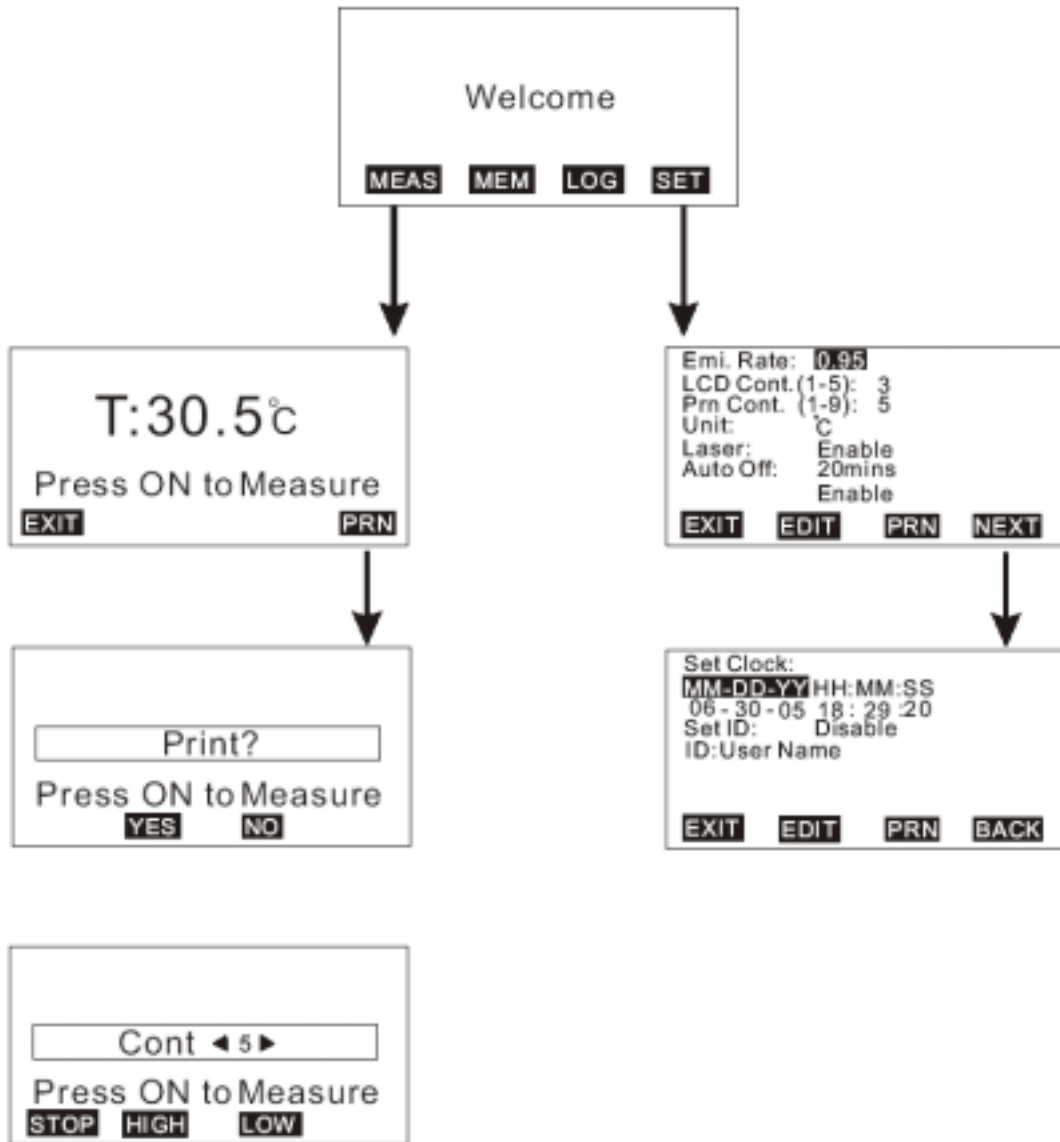 Welcome
MEAS MEM LOG SET
T:30.5℃
Press ON to Measure
EXIT PRN
Emi. Rate: 0.95
LCD Cont.(1-5): 3
Prn Cont. (1-9): 5
Unit: ℃
Laser: Enable
Auto Off: 20mins
Enable
EXIT EDIT PRN NEXT
Print?
Press ON to Measure
YES NO
Set Clock:
MM-DD-YY HH:MM:SS
06-30-05 18:29:20
Set ID: Disable
ID:User Name
EXIT EDIT PRN BACK
Cont ◀5▶
Press ON to Measure
STOP HIGH LOW